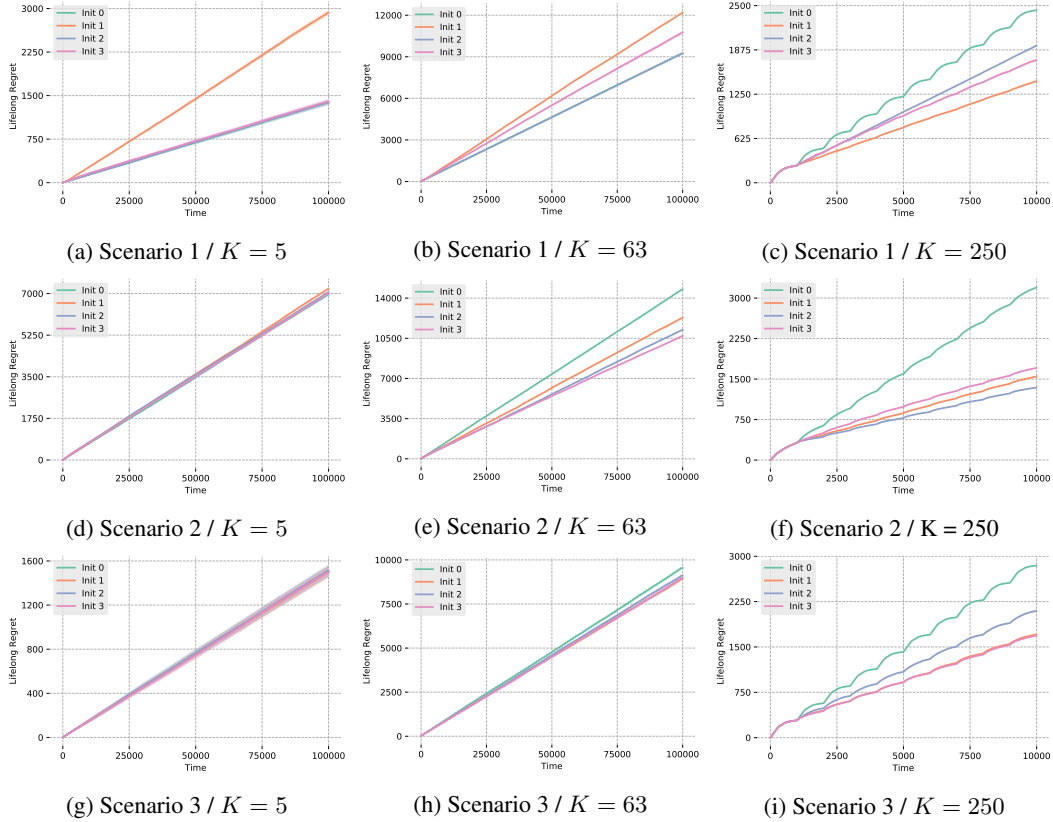 3000
2250
1500
750
0
Lifelong Regret
Init 0
Init 1
Init 2
Init 3
0 25000 50000 75000 100000
Time
(a) Scenario 1 / K = 5
12000
9000
6000
3000
0
Lifelong Regret
Init 0
Init 1
Init 2
Init 3
0 25000 50000 75000 100000
Time
(b) Scenario 1 / K = 63
2500
1875
1250
625
0
Lifelong Regret
Init 0
Init 1
Init 2
Init 3
0 2500 5000 7500 10000
Time
(c) Scenario 1 / K = 250
7000
5250
3500
1750
0
Lifelong Regret
Init 0
Init 1
Init 2
Init 3
0 25000 50000 75000 100000
Time
(d) Scenario 2 / K = 5
14000
10500
7000
3500
0
Lifelong Regret
Init 0
Init 1
Init 2
Init 3
0 25000 50000 75000 100000
Time
(e) Scenario 2 / K = 63
3000
2250
1500
750
0
Lifelong Regret
Init 0
Init 1
Init 2
Init 3
0 2500 5000 7500 10000
Time
(f) Scenario 2 / K = 250
1600
1200
800
400
0
Lifelong Regret
Init 0
Init 1
Init 2
Init 3
0 25000 50000 75000 100000
Time
(g) Scenario 3 / K = 5
10000
7500
5000
2500
0
Lifelong Regret
Init 0
Init 1
Init 2
Init 3
0 25000 50000 75000 100000
Time
(h) Scenario 3 / K = 63
3000
2250
1500
750
0
Lifelong Regret
Init 0
Init 1
Init 2
Init 3
0 2500 5000 7500 10000
Time
(i) Scenario 3 / K = 250